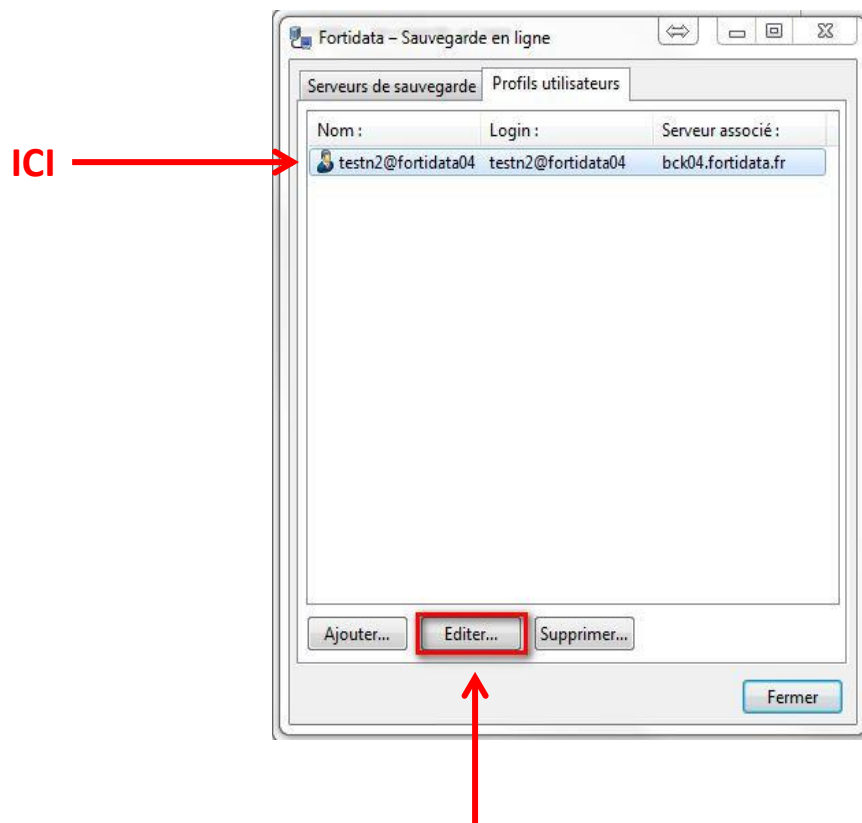 Fortidata – Sauvegarde en ligne
Serveurs de sauvegarde Profils utilisateurs
Nom : Login : Serveur associé :
ICI
testn2@fortidata04 testn2@fortidata04 bck04.fortidata.fr
Ajouter... Editer... Supprimer...
Fermer